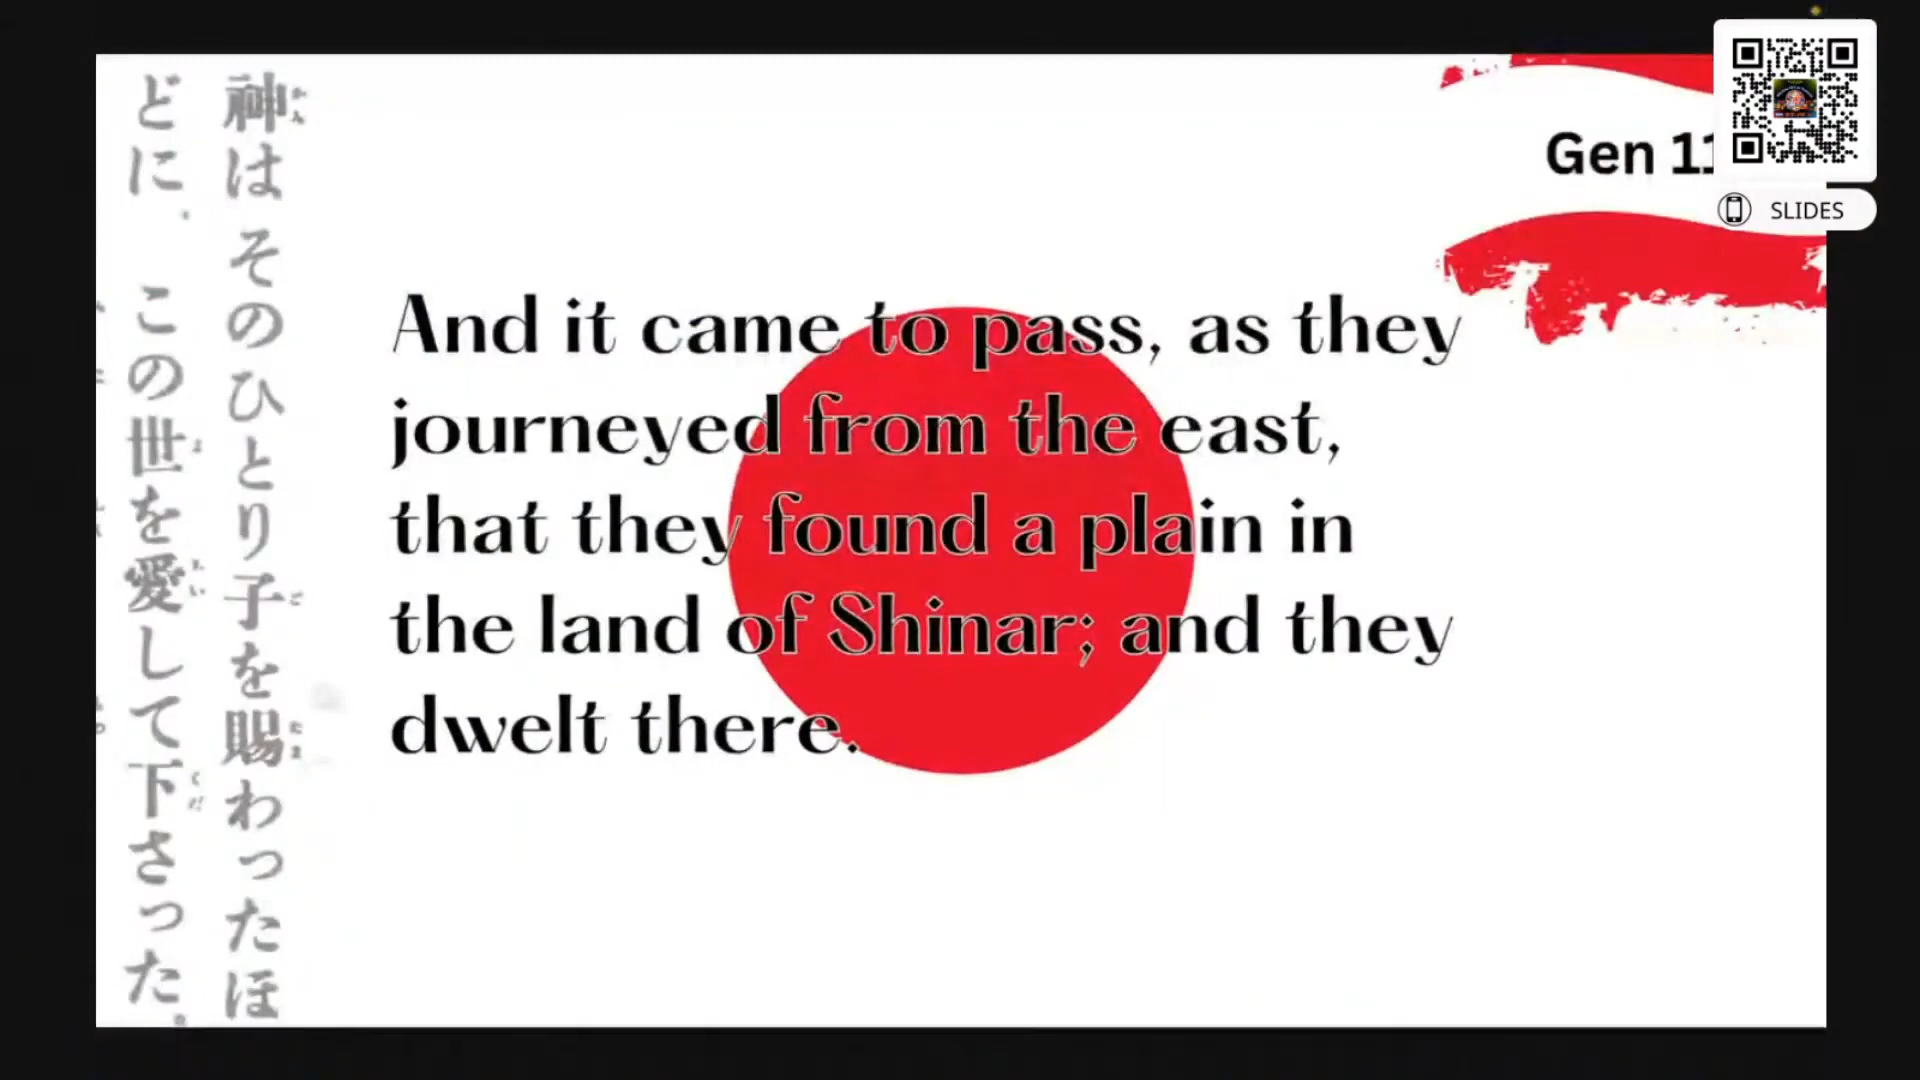 神は そのひとり子を賜わったほ
どに、 この世を愛して下さった。
Gen 11
SLIDES
And it came to pass, as they
journeyed from the east,
that they found a plain in
the land of Shinar; and they
dwelt there.